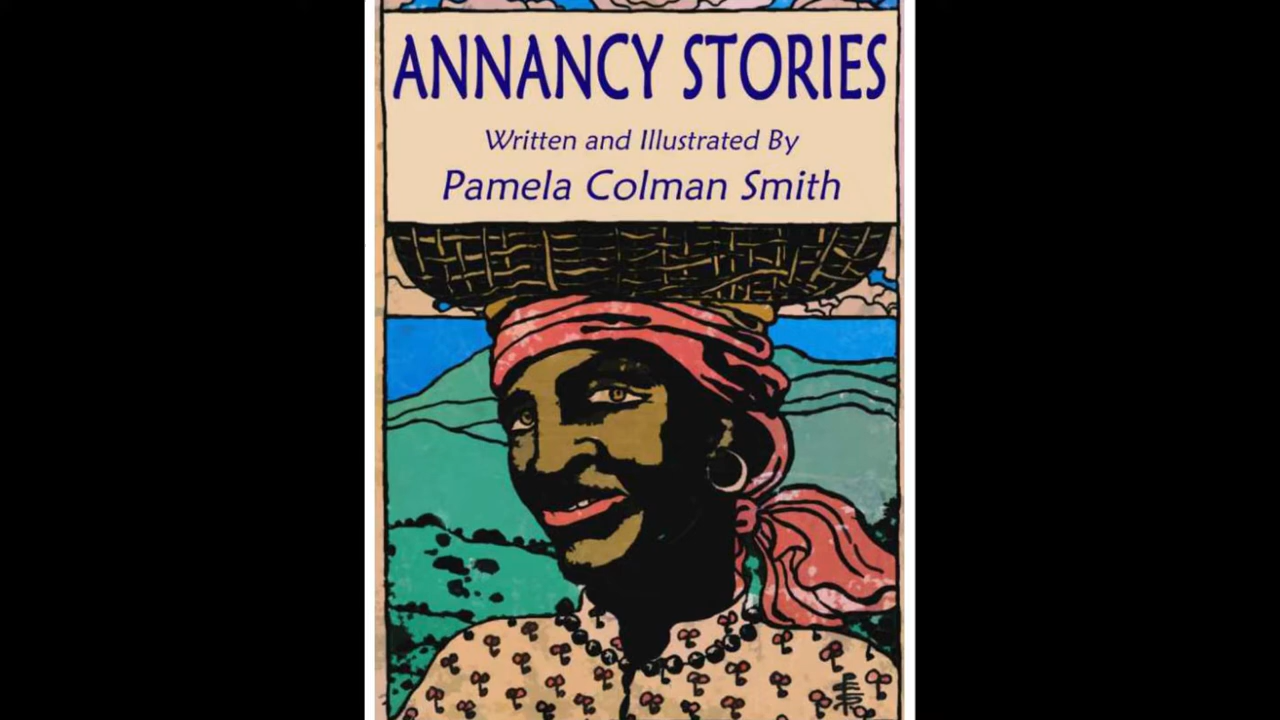 ANNANCY STORIES
Written and Illustrated By
Pamela Colman Smith